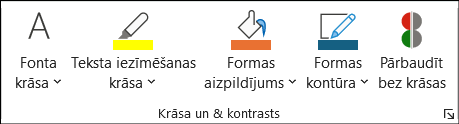 Fonta krāsa
Teksta iezīmēšanas krāsa
Formas aizpildījums
Formas kontūra
Pārbaudīt bez krāsas
Krāsa un & kontrasts